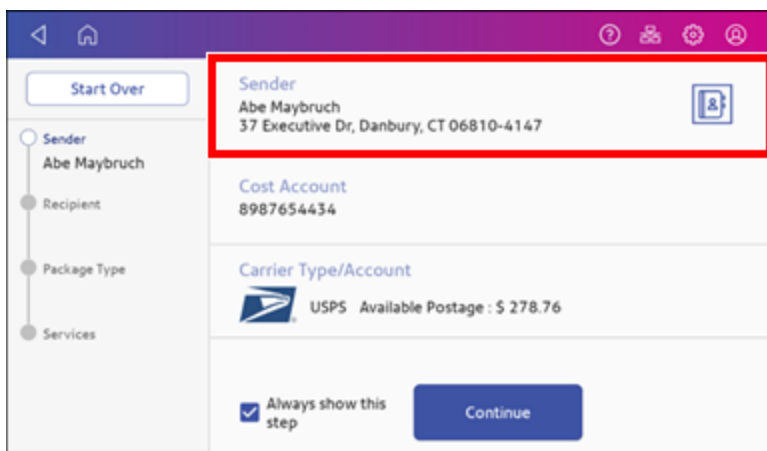 Start Over
Sender
Abe Maybruch
Recipient
Package Type
Services
Sender
Abe Maybruch
37 Executive Dr, Danbury, CT 06810-4147
Cost Account
8987654434
Carrier Type/Account
USPS Available Postage : $ 278.76
Always show this
step
Continue